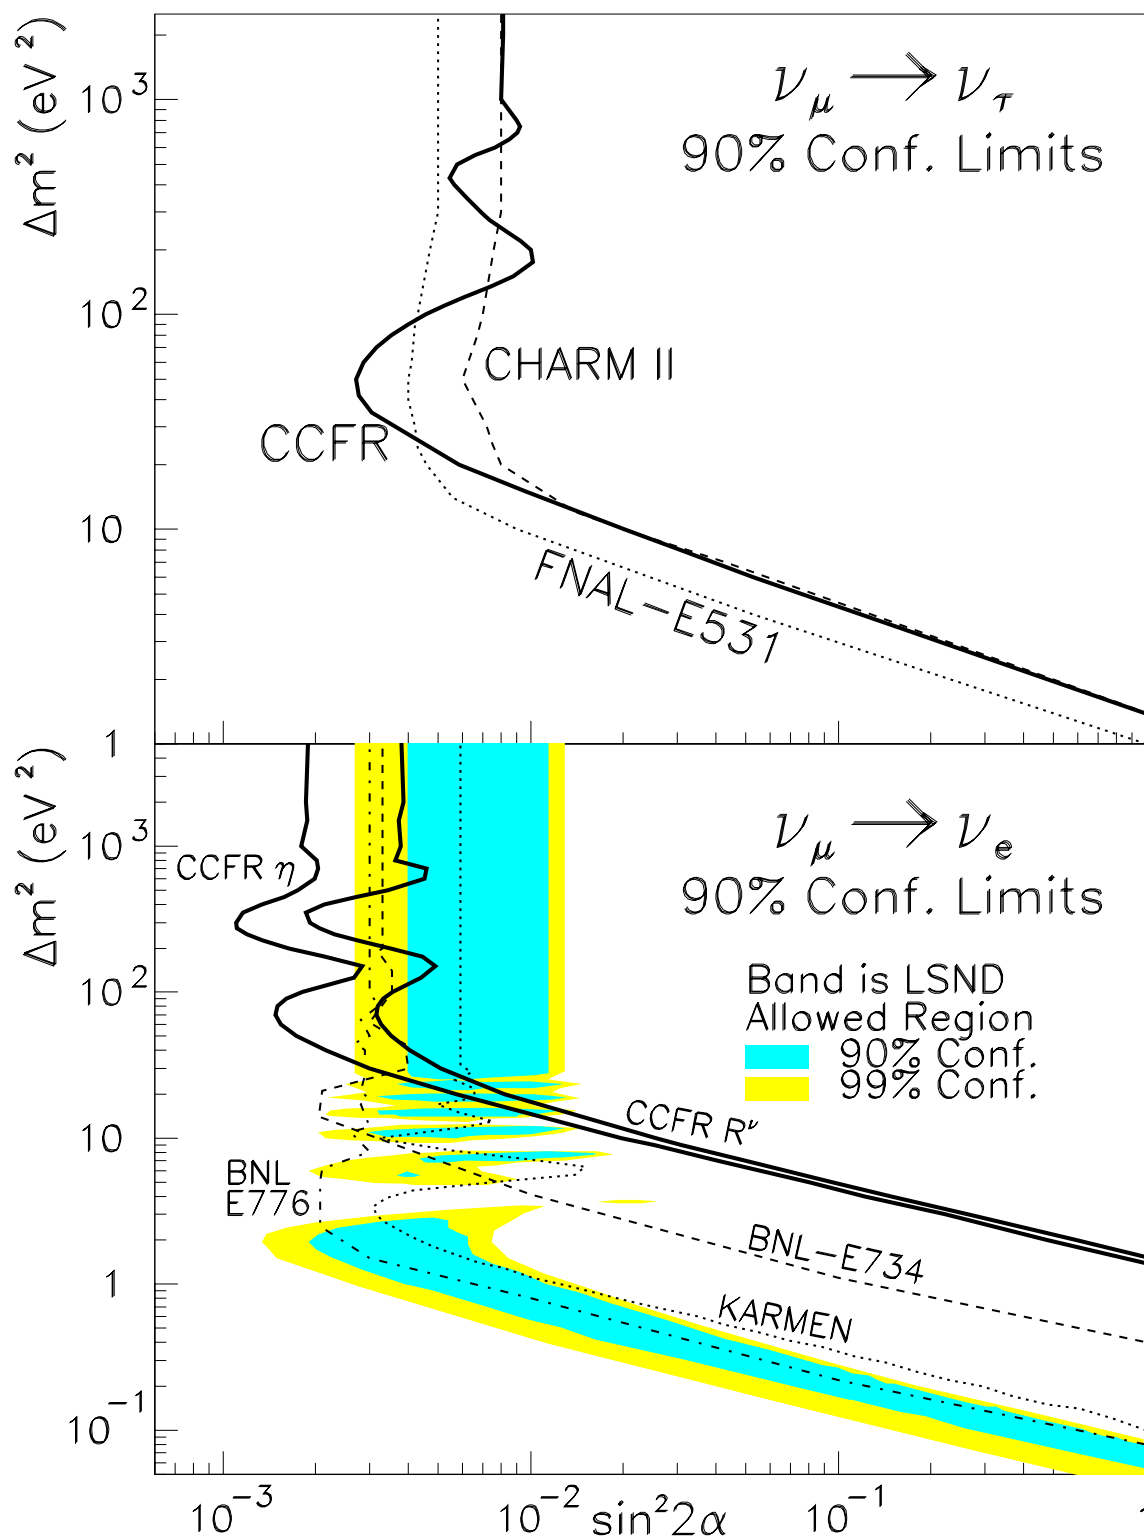 Δm² (eV²)
10³
10²
10
1
ν_μ → ν_τ
90% Conf. Limits
CHARM II
CCFR
FNAL-E531
Δm² (eV²)
10³
10²
10
1
10⁻¹
ν_μ → ν_e
90% Conf. Limits
CCFR η
Band is LSND
Allowed Region
90% Conf.
99% Conf.
CCFR R^ν
BNL
E776
BNL-E734
KARMEN
10⁻³
10⁻²
sin²2α
10⁻¹
1